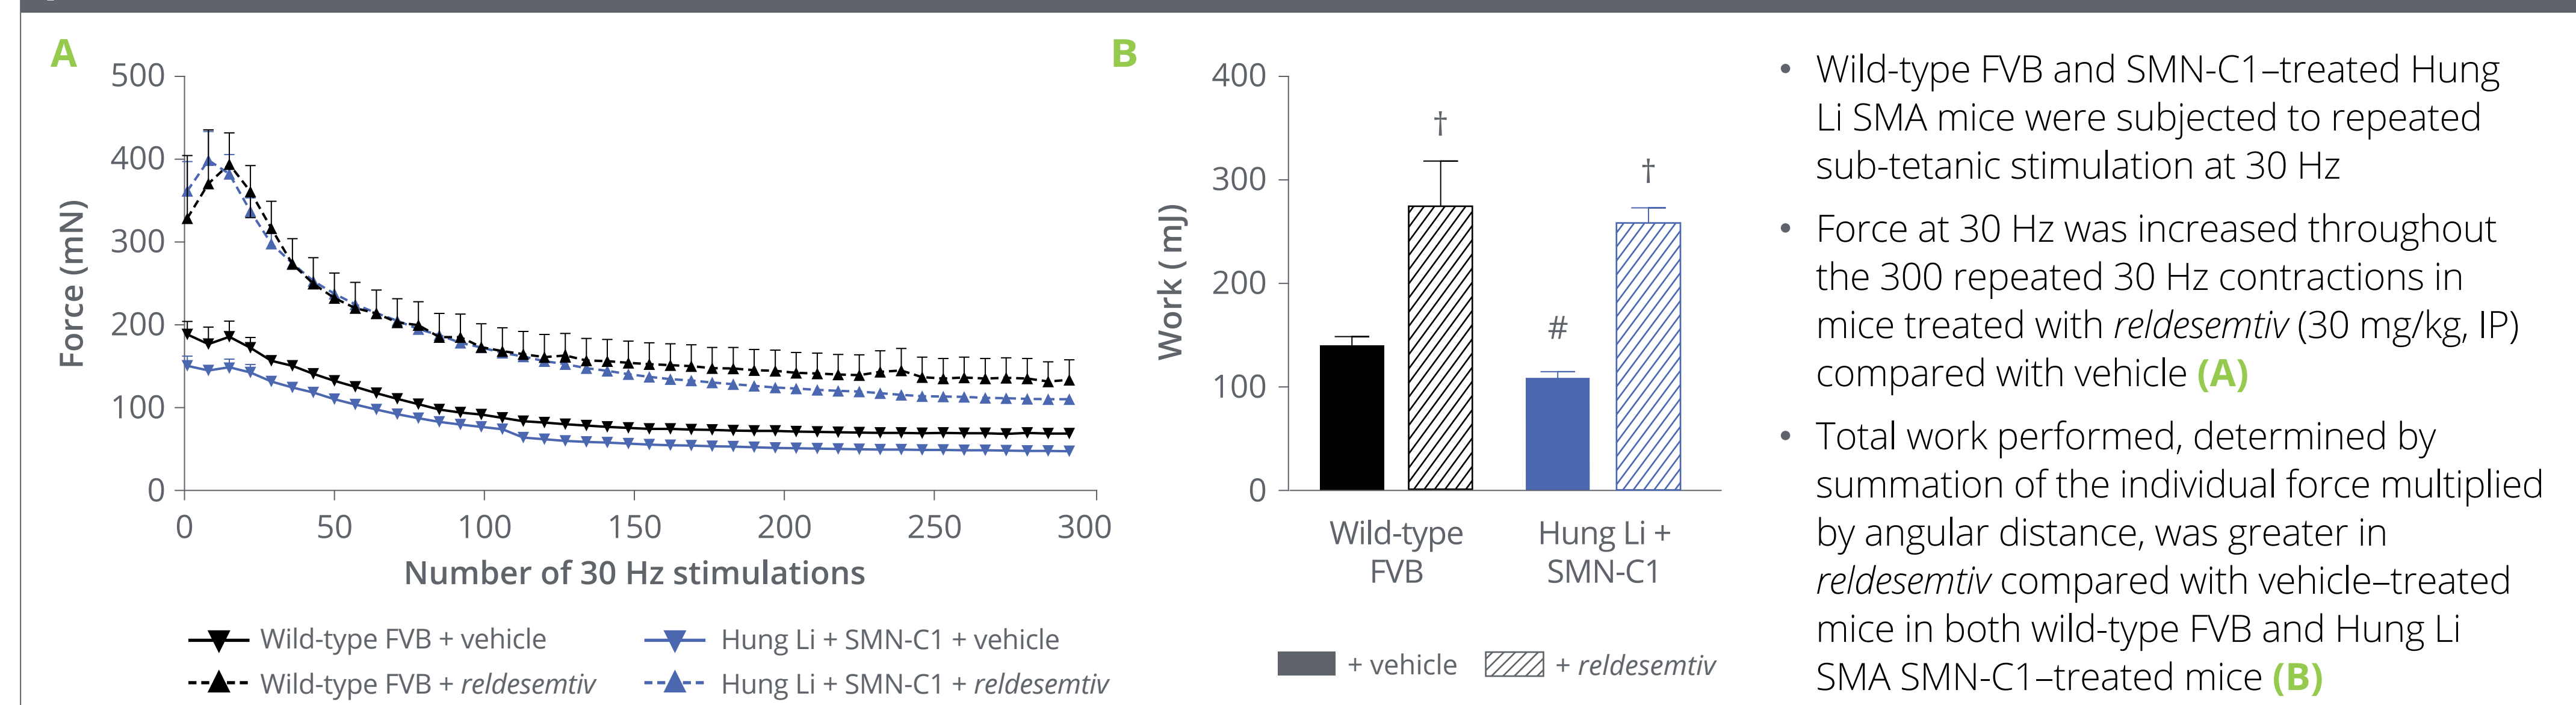 A
500
400
300
200
100
0
Force (mN)
0 50 100 150 200 250 300
Number of 30 Hz stimulations
Wild-type FVB + vehicle
Hung Li + SMN-C1 + vehicle
Wild-type FVB + reldesemtiv
Hung Li + SMN-C1 + reldesemtiv
B
400
300
200
100
0
Work ( mJ)
†
#
†
Wild-type
FVB
Hung Li +
SMN-C1
+ vehicle
+ reldesemtiv
• Wild-type FVB and SMN-C1–treated Hung
Li SMA mice were subjected to repeated
sub-tetanic stimulation at 30 Hz
• Force at 30 Hz was increased throughout
the 300 repeated 30 Hz contractions in
mice treated with reldesemtiv (30 mg/kg, IP)
compared with vehicle (A)
• Total work performed, determined by
summation of the individual force multiplied
by angular distance, was greater in
reldesemtiv compared with vehicle–treated
mice in both wild-type FVB and Hung Li
SMA SMN-C1–treated mice (B)